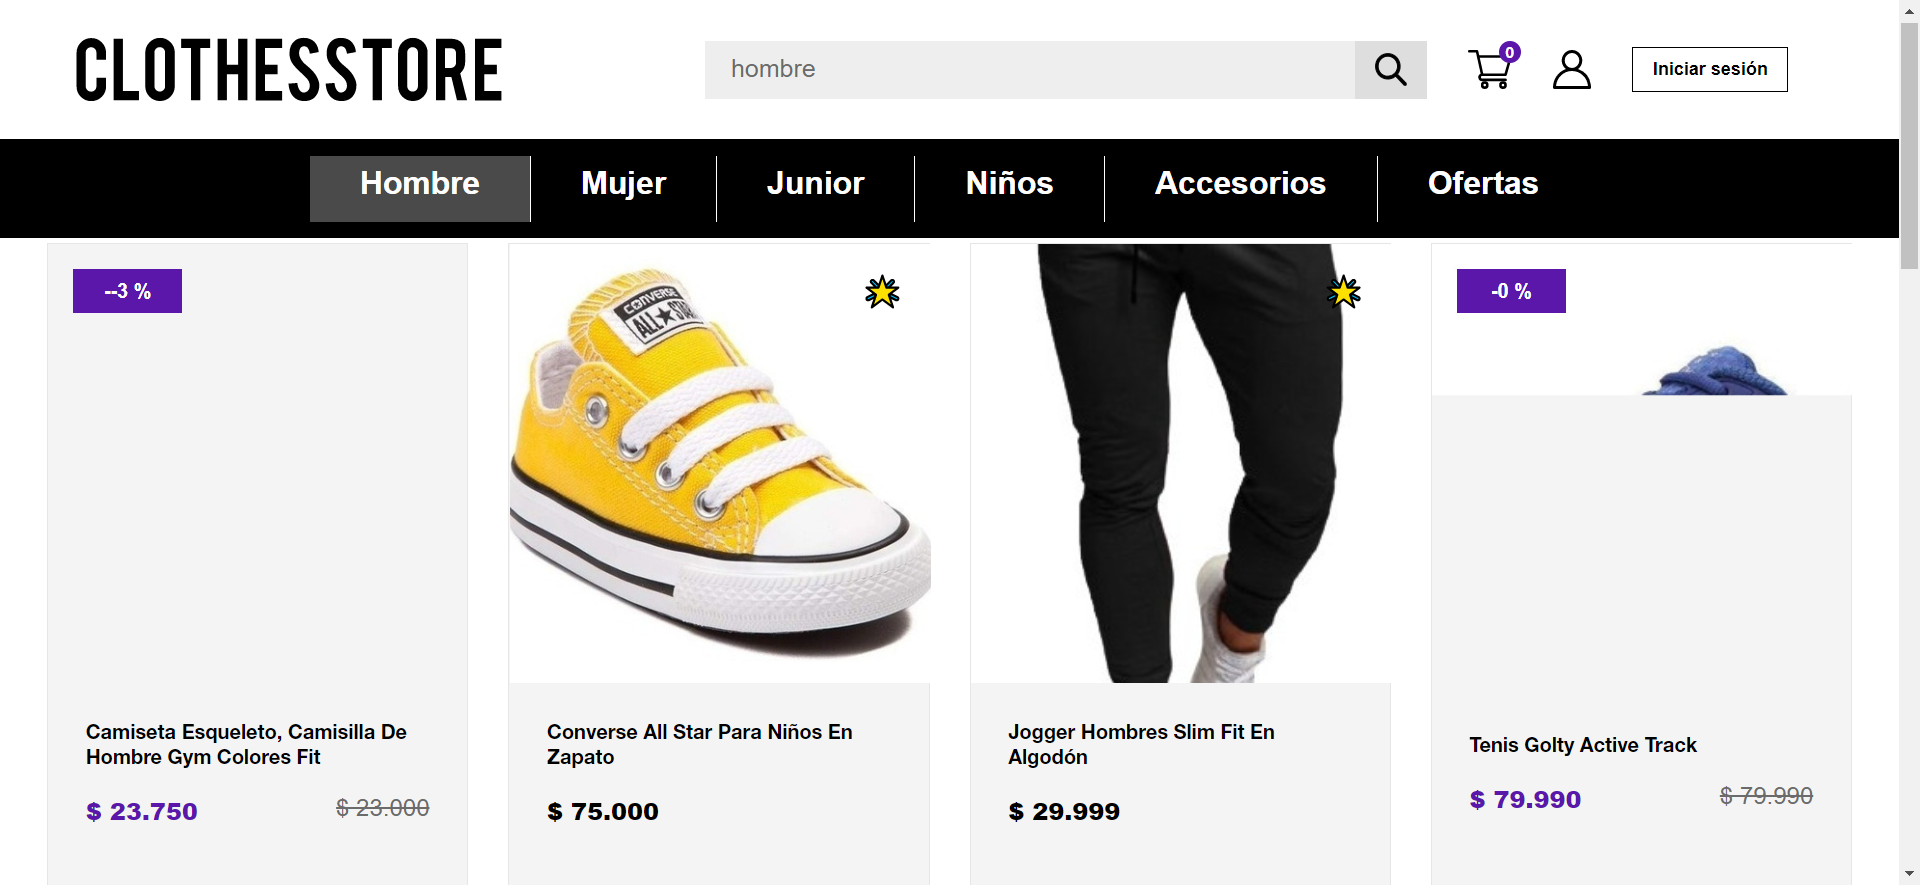 CLOTHESSTORE
hombre
0
Iniciar sesión
Hombre
Mujer
Junior
Niños
Accesorios
Ofertas
--3 %
CONVERSE
ALL STAR
-0 %
Camiseta Esqueleto, Camisilla De
Hombre Gym Colores Fit
$ 23.750
$ 23.000
Converse All Star Para Niños En
Zapato
$ 75.000
Jogger Hombres Slim Fit En
Algodón
$ 29.999
Tenis Golty Active Track
$ 79.990
$ 79.990